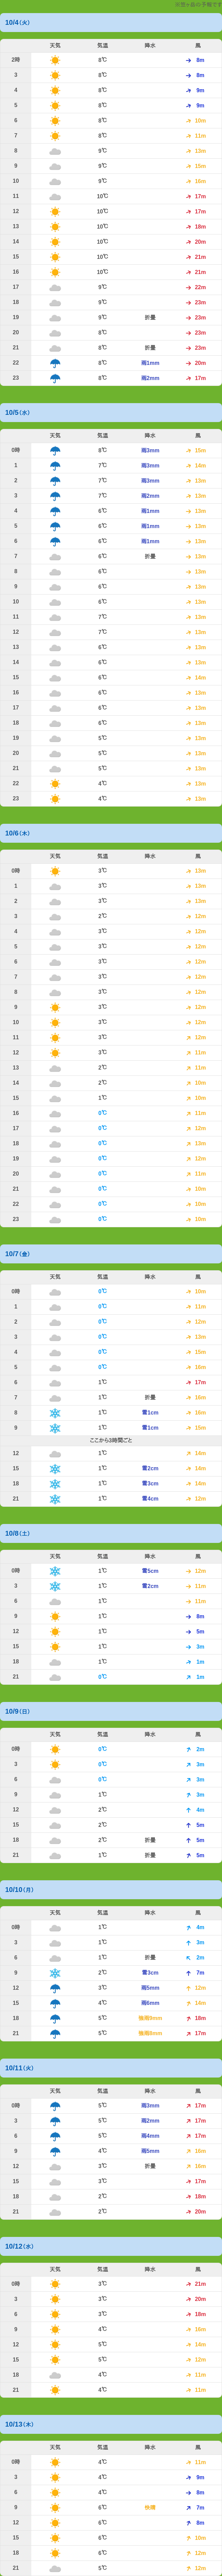 10/4(火)
天気 気温 降水 風
2時 8℃ 8m
3 8℃ 8m
4 8℃ 9m
5 8℃ 9m
6 8℃ 10m
7 8℃ 11m
8 9℃ 13m
9 9℃ 15m
10 9℃ 16m
11 10℃ 17m
12 10℃ 17m
13 10℃ 18m
14 10℃ 20m
15 10℃ 21m
16 10℃ 21m
17 9℃ 22m
18 9℃ 23m
19 9℃ 折曇 23m
20 8℃ 23m
21 8℃ 折曇 23m
22 8℃ 雨1mm 20m
23 8℃ 雨2mm 17m
10/5(水)
天気 気温 降水 風
0時 8℃ 雨3mm 15m
1 7℃ 雨3mm 14m
2 7℃ 雨3mm 13m
3 7℃ 雨2mm 13m
4 6℃ 雨1mm 13m
5 6℃ 雨1mm 13m
6 6℃ 雨1mm 13m
7 6℃ 折曇 13m
8 6℃ 13m
9 6℃ 13m
10 6℃ 13m
11 7℃ 13m
12 7℃ 13m
13 6℃ 13m
14 6℃ 13m
15 6℃ 14m
16 6℃ 13m
17 6℃ 13m
18 6℃ 13m
19 5℃ 13m
20 5℃ 13m
21 5℃ 13m
22 4℃ 13m
23 4℃ 13m
10/6(木)
天気 気温 降水 風
0時 3℃ 13m
1 3℃ 13m
2 3℃ 13m
3 2℃ 12m
4 3℃ 12m
5 3℃ 12m
6 3℃ 12m
7 3℃ 12m
8 3℃ 12m
9 3℃ 12m
10 3℃ 12m
11 3℃ 12m
12 3℃ 11m
13 2℃ 11m
14 2℃ 10m
15 1℃ 10m
16 0℃ 11m
17 0℃ 12m
18 0℃ 13m
19 0℃ 12m
20 0℃ 11m
21 0℃ 10m
22 0℃ 10m
23 0℃ 10m
10/7(金)
天気 気温 降水 風
0時 0℃ 10m
1 0℃ 11m
2 0℃ 12m
3 0℃ 13m
4 0℃ 15m
5 0℃ 16m
6 1℃ 17m
7 1℃ 折曇 16m
8 1℃ 雪1cm 16m
9 1℃ 雪1cm 15m
ここから3時間ごと
12 1℃ 14m
15 1℃ 雪2cm 14m
18 1℃ 雪3cm 14m
21 1℃ 雪4cm 12m
10/8(土)
天気 気温 降水 風
0時 1℃ 雪5cm 12m
3 1℃ 雪2cm 11m
6 1℃ 11m
9 1℃ 8m
12 1℃ 5m
15 1℃ 3m
18 1℃ 1m
21 0℃ 1m
10/9(日)
天気 気温 降水 風
0時 0℃ 2m
3 0℃ 3m
6 0℃ 3m
9 1℃ 3m
12 2℃ 4m
15 2℃ 5m
18 2℃ 折曇 5m
21 1℃ 折曇 5m
10/10(月)
天気 気温 降水 風
0時 1℃ 4m
3 1℃ 3m
6 1℃ 折曇 2m
9 2℃ 雪3cm 7m
12 3℃ 雨5mm 12m
15 4℃ 雨6mm 14m
18 5℃ 強雨9mm 18m
21 5℃ 強雨8mm 17m
10/11(火)
天気 気温 降水 風
0時 5℃ 雨3mm 17m
3 5℃ 雨2mm 17m
6 5℃ 雨4mm 17m
9 4℃ 雨5mm 16m
12 3℃ 折曇 16m
15 3℃ 17m
18 2℃ 18m
21 2℃ 20m
10/12(水)
天気 気温 降水 風
0時 3℃ 21m
3 3℃ 20m
6 3℃ 18m
9 4℃ 16m
12 5℃ 14m
15 5℃ 12m
18 4℃ 11m
21 4℃ 11m
10/13(木)
天気 気温 降水 風
0時 4℃ 11m
3 4℃ 9m
6 4℃ 8m
9 6℃ 快晴 7m
12 6℃ 8m
15 6℃ 10m
18 6℃ 12m
21 5℃ 12m